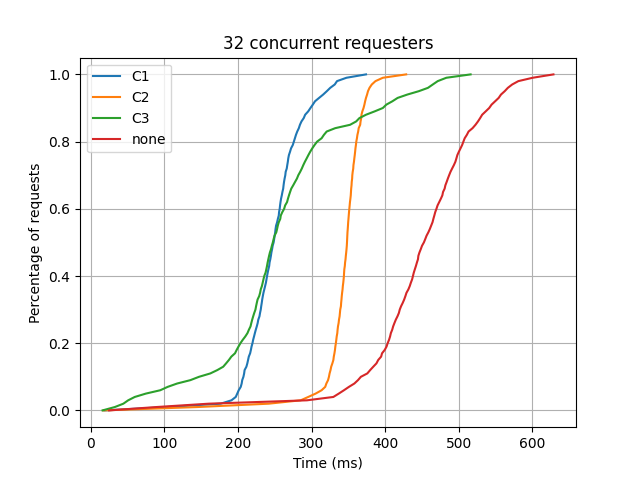 32 concurrent requesters
C1
C2
C3
none
Percentage of requests
1.0
0.8
0.6
0.4
0.2
0.0
0 100 200 300 400 500 600
Time (ms)